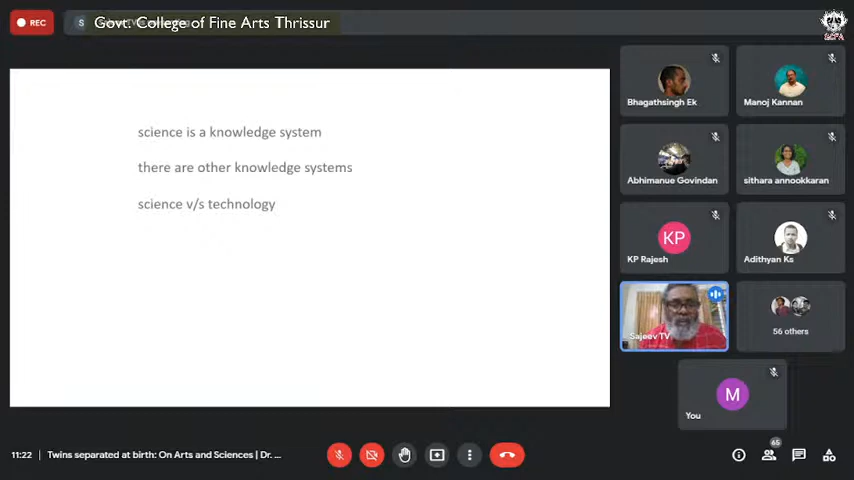 REC
S
Govt. College of Fine Arts Thrissur
GCFA
science is a knowledge system
there are other knowledge systems
science v/s technology
Bhagathsingh Ek
Manoj Kannan
Abhimanue Govindan
sithara annookkaran
KP
KP Rajesh
Adithyan Ks
Sajeev TV
56 others
M
You
11:22 | Twins separated at birth: On Arts and Sciences | Dr. ...
65